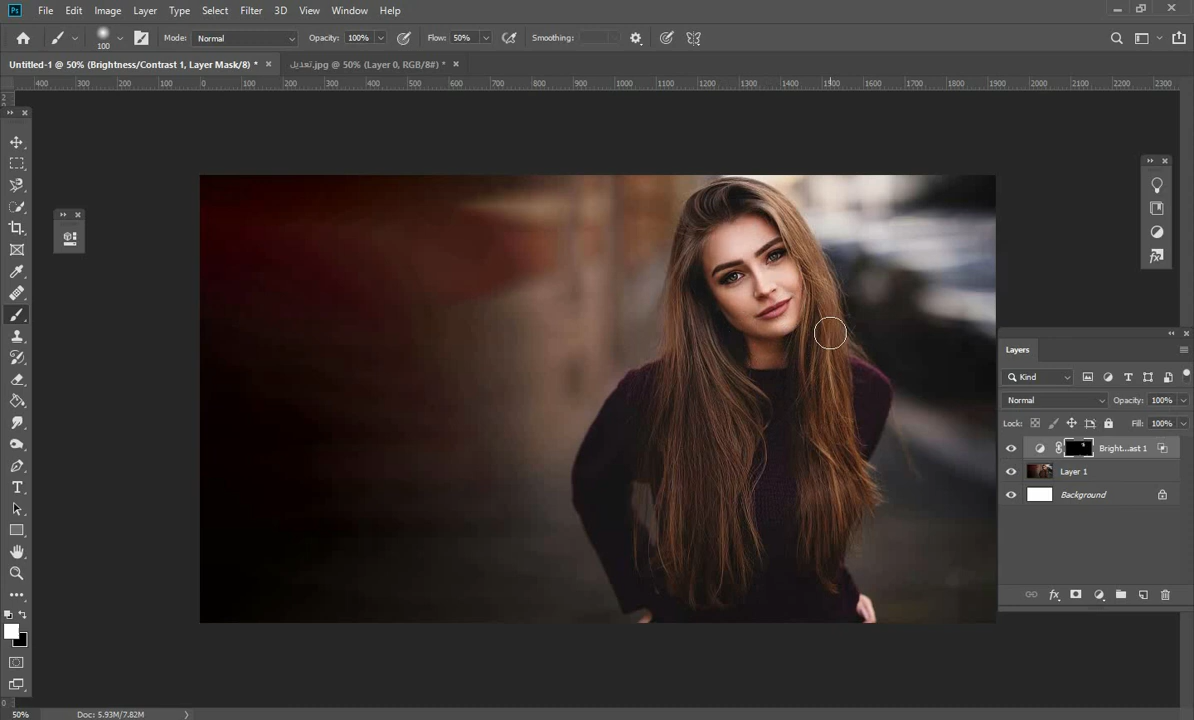 Ps File Edit Image Layer Type Select Filter 3D View Window Help
100 Mode: Normal Opacity: 100% Flow: 50% Smoothing:
Untitled-1 @ 50% (Brightness/Contrast 1, Layer Mask/8) * × تعديل.jpg @ 50% (Layer 0, RGB/8#) * ×
400 300 200 100 0 100 200 300 400 500 600 700 800 900 1000 1100 1200 1300 1400 1500 1600 1700 1800 1900 2000 2100 2200 2300
Layers
Kind
Normal Opacity: 100%
Lock: Fill: 100%
Bright...ast 1
Layer 1
Background
50% Doc: 5.93M/7.82M